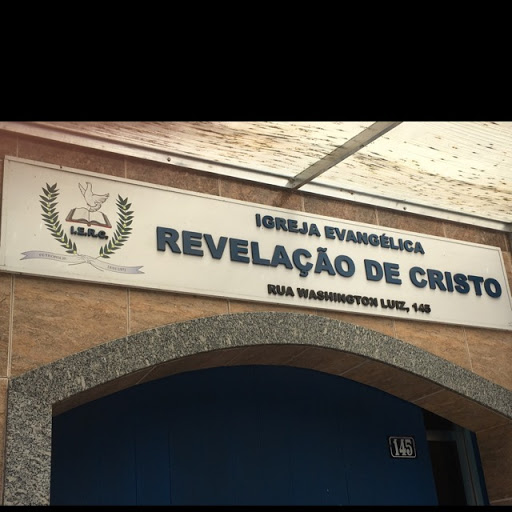 IGREJA EVANGÉLICA
REVELAÇÃO DE CRISTO
RUA WASHINGTON LUIZ, 145
I.E.R.C.
145